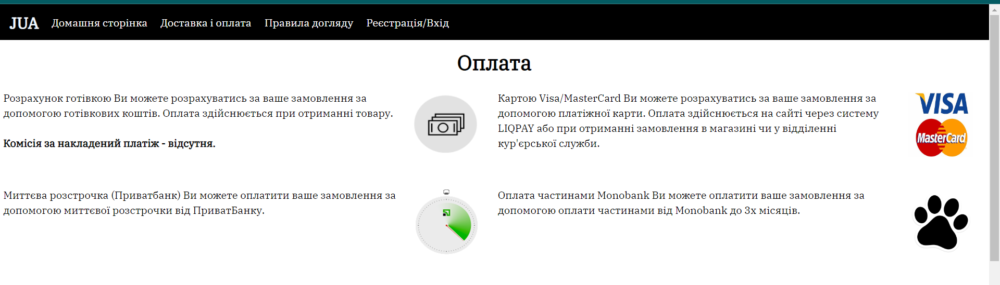 JUA Домашня сторінка Доставка і оплата Правила догляду Реєстрація/Вхід
Оплата
Розрахунок готівкою Ви можете розрахуватись за ваше замовлення за
допомогою готівкових коштів. Оплата здійснюється при отриманні товару.
Комісія за накладений платіж - відсутня.
Картою Visa/MasterCard Ви можете розрахуватись за ваше замовлення за
допомогою платіжної карти. Оплата здійснюється на сайті через систему
LIQPAY або при отриманні замовлення в магазині чи у відділенні
кур'єрської служби.
VISA
MasterCard
Миттєва розстрочка (Приватбанк) Ви можете оплатити ваше замовлення за
допомогою миттєвої розстрочки від ПриватБанку.
Оплата частинами Monobank Ви можете оплатити ваше замовлення за
допомогою оплати частинами від Monobank до 3х місяців.